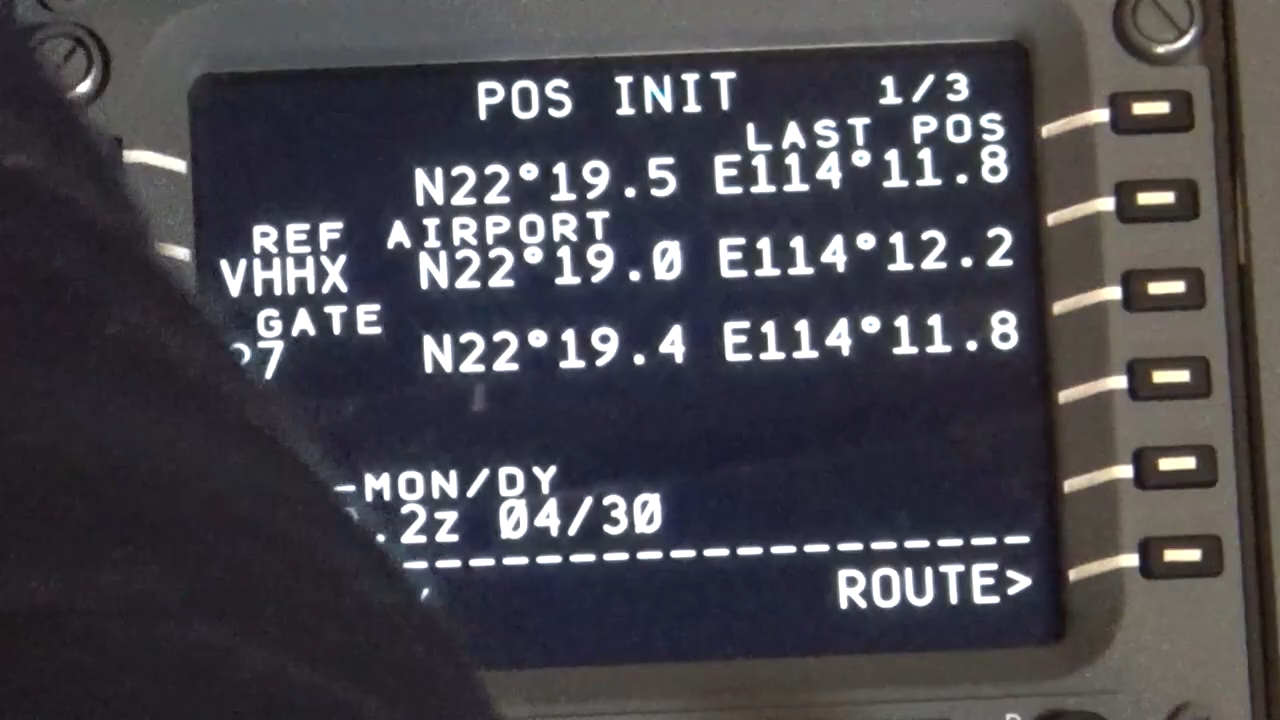 POS INIT 1/3
LAST POS
N22°19.5 E114°11.8
REF AIRPORT
VHHX N22°19.0 E114°12.2
GATE
7 N22°19.4 E114°11.8
-MON/DY
.2z 04/30
--------------------
ROUTE>